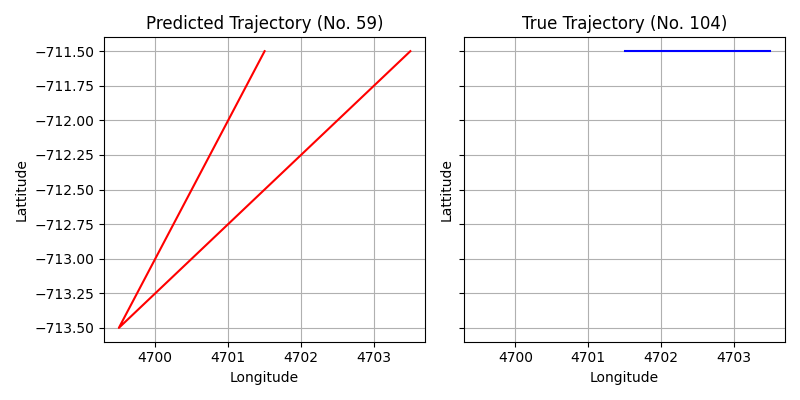 Predicted Trajectory (No. 59)
True Trajectory (No. 104)
−711.50
−711.75
−712.00
−712.25
−712.50
−712.75
−713.00
−713.25
−713.50
Lattitude
4700 4701 4702 4703
Longitude
Lattitude
4700 4701 4702 4703
Longitude